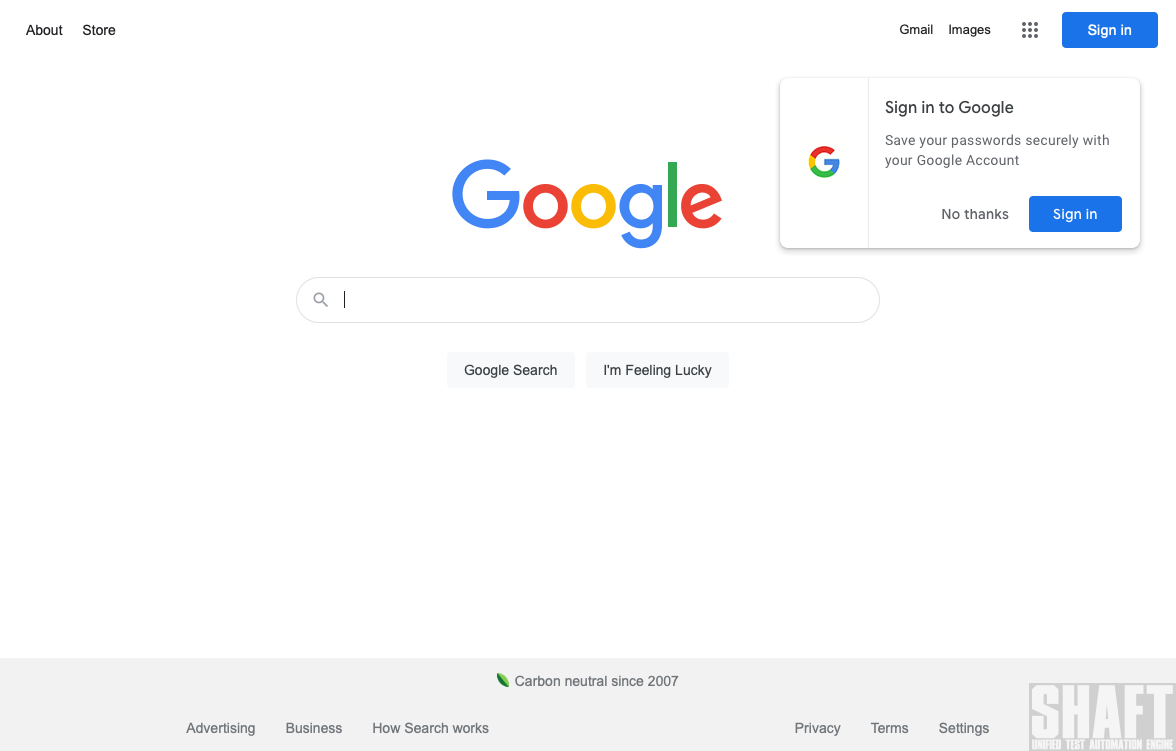 About Store
Gmail Images
Sign in
Sign in to Google
Save your passwords securely with
your Google Account
No thanks Sign in
Google
Google Search I'm Feeling Lucky
Carbon neutral since 2007
Advertising Business How Search works
Privacy Terms Settings
SHAFT
UNIFIED TEST AUTOMATION ENGINE